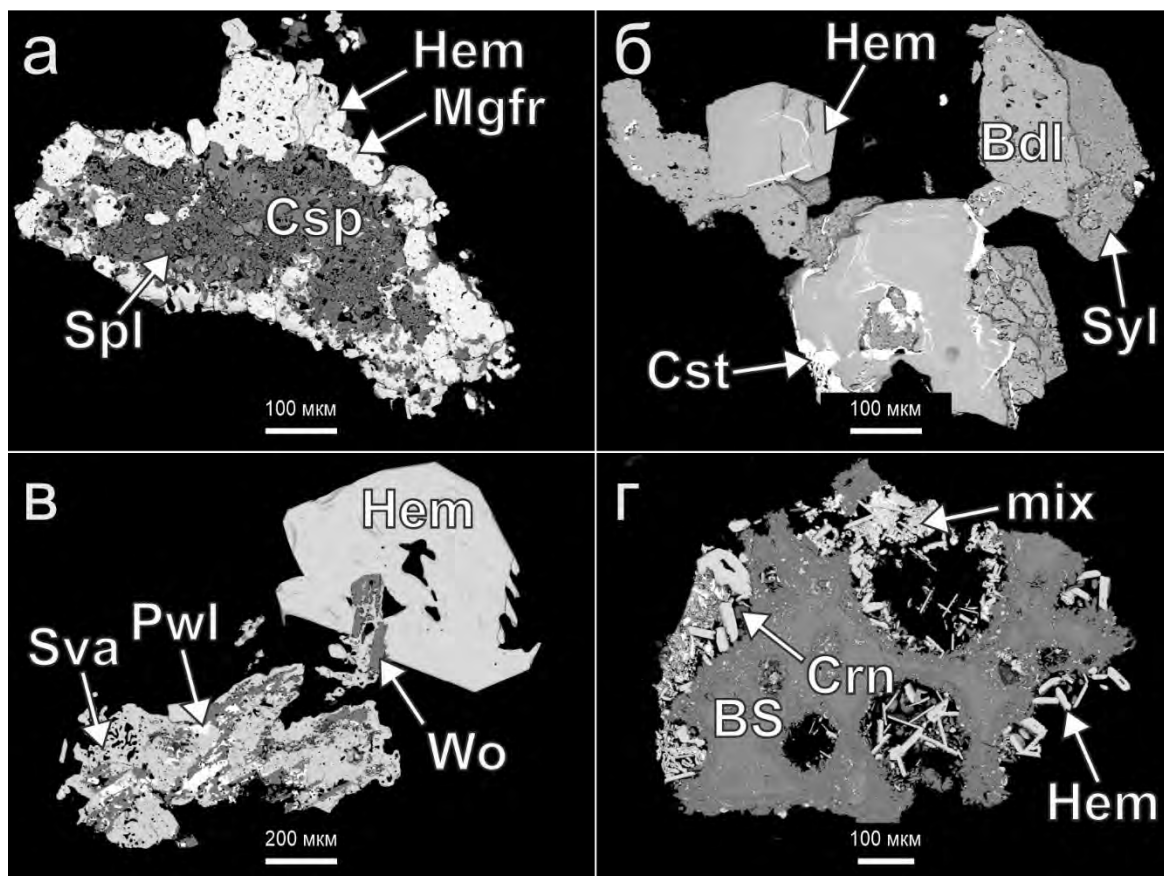 а
Hem
Mgfr
Csp
Spl
100 мкм
б
Hem
Bdl
Syl
Cst
100 мкм
в
Hem
Pwl
Sva
Wo
200 мкм
г
mix
Crn
BS
Hem
100 мкм